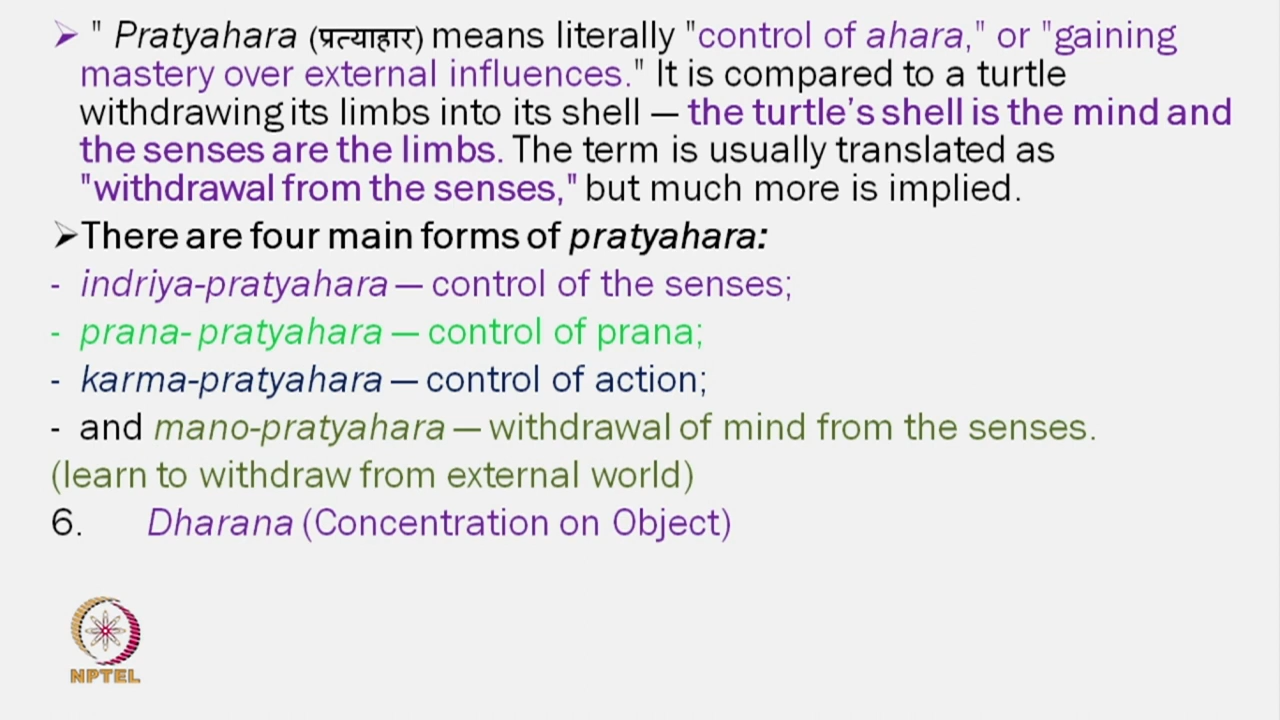 ➢ " Pratyahara (प्रत्याहार) means literally "control of ahara," or "gaining
mastery over external influences." It is compared to a turtle
withdrawing its limbs into its shell — the turtle's shell is the mind and
the senses are the limbs. The term is usually translated as
"withdrawal from the senses," but much more is implied.
➢There are four main forms of pratyahara:
- indriya-pratyahara — control of the senses;
- prana- pratyahara — control of prana;
- karma-pratyahara — control of action;
- and mano-pratyahara — withdrawal of mind from the senses.
(learn to withdraw from external world)
6. Dharana (Concentration on Object)
NPTEL